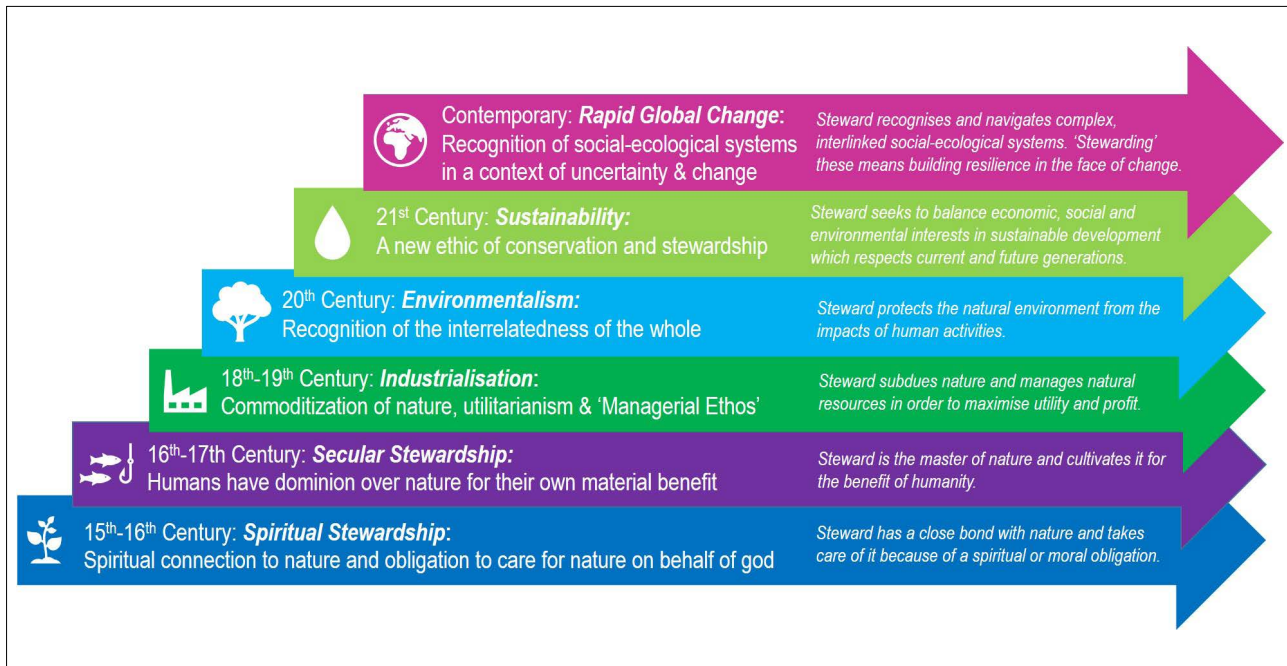 Contemporary: Rapid Global Change:
Recognition of social-ecological systems
in a context of uncertainty & change
Steward recognises and navigates complex,
interlinked social-ecological systems. ‘Stewarding’
these means building resilience in the face of change.
21st Century: Sustainability:
A new ethic of conservation and stewardship
Steward seeks to balance economic, social and
environmental interests in sustainable development
which respects current and future generations.
20th Century: Environmentalism:
Recognition of the interrelatedness of the whole
Steward protects the natural environment from the
impacts of human activities.
18th-19th Century: Industrialisation:
Commoditization of nature, utilitarianism & ‘Managerial Ethos’
Steward subdues nature and manages natural
resources in order to maximise utility and profit.
16th-17th Century: Secular Stewardship:
Humans have dominion over nature for their own material benefit
Steward is the master of nature and cultivates it for
the benefit of humanity.
15th-16th Century: Spiritual Stewardship:
Spiritual connection to nature and obligation to care for nature on behalf of god
Steward has a close bond with nature and takes
care of it because of a spiritual or moral obligation.